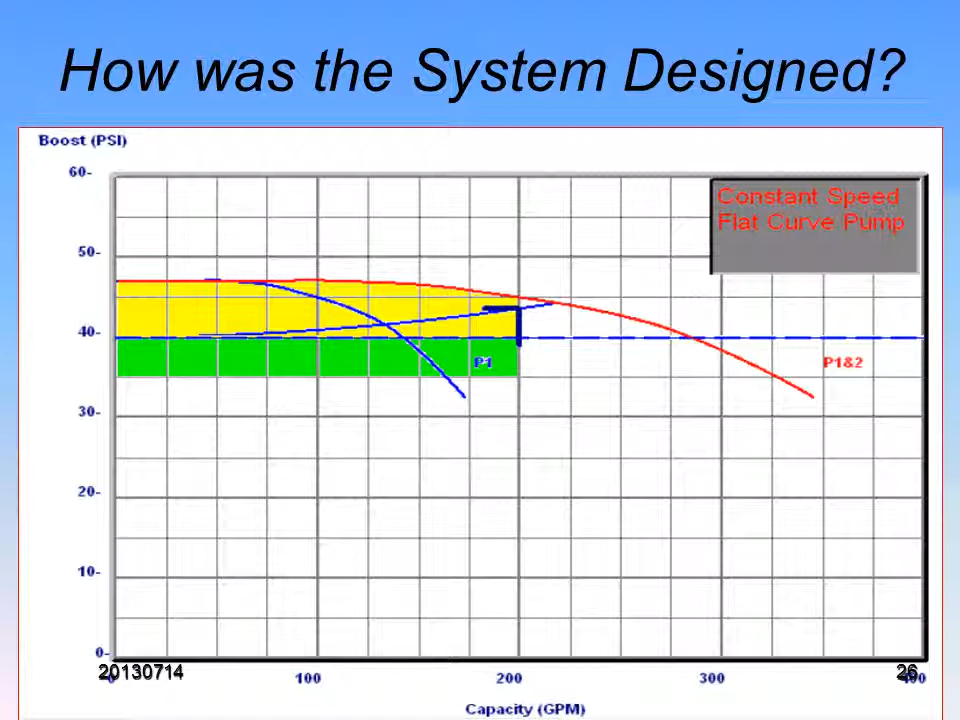 How was the System Designed?
Boost (PSI)
60-
Constant Speed
Flat Curve Pump
50-
40-
P1
P1&2
30-
20-
10-
0-
20130714
26
100
200
300
Capacity (GPM)